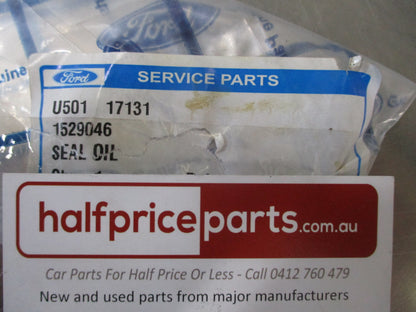 Ford
Ford SERVICE PARTS
U501 17131
1529046
SEAL OIL
halfpriceparts.com.au
Car Parts For Half Price Or Less - Call 0412 760 479
New and used parts from major manufacturers